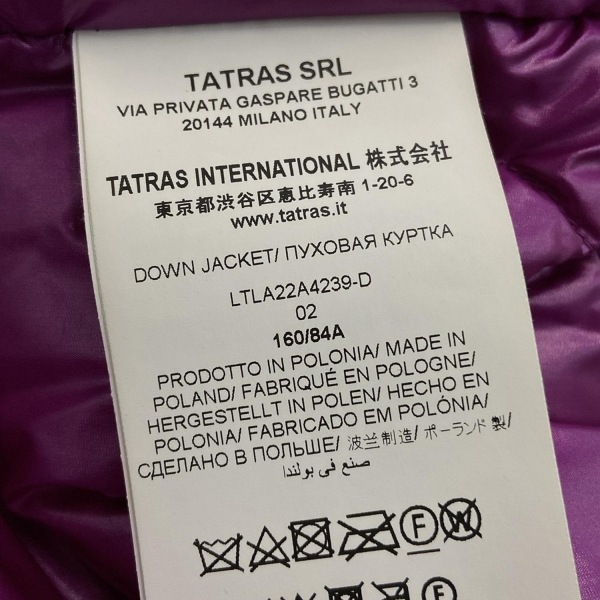 TATRAS SRL
VIA PRIVATA GASPARE BUGATTI 3
20144 MILANO ITALY
TATRAS INTERNATIONAL 株式会社
東京都渋谷区恵比寿南 1-20-6
www.tatras.it
DOWN JACKET/ ПУХОВАЯ КУРТКА
LTLA22A4239-D
02
160/84A
PRODOTTO IN POLONIA/ MADE IN
POLAND/ FABRIQUÉ EN POLOGNE/
HERGESTELLT IN POLEN/ HECHO EN
POLONIA/ FABRICADO EM POLÓNIA/
СДЕЛАНО В ПОЛЬШЕ/ 波兰制造/ ポーランド 製/
صنع في بولندا
F W
F